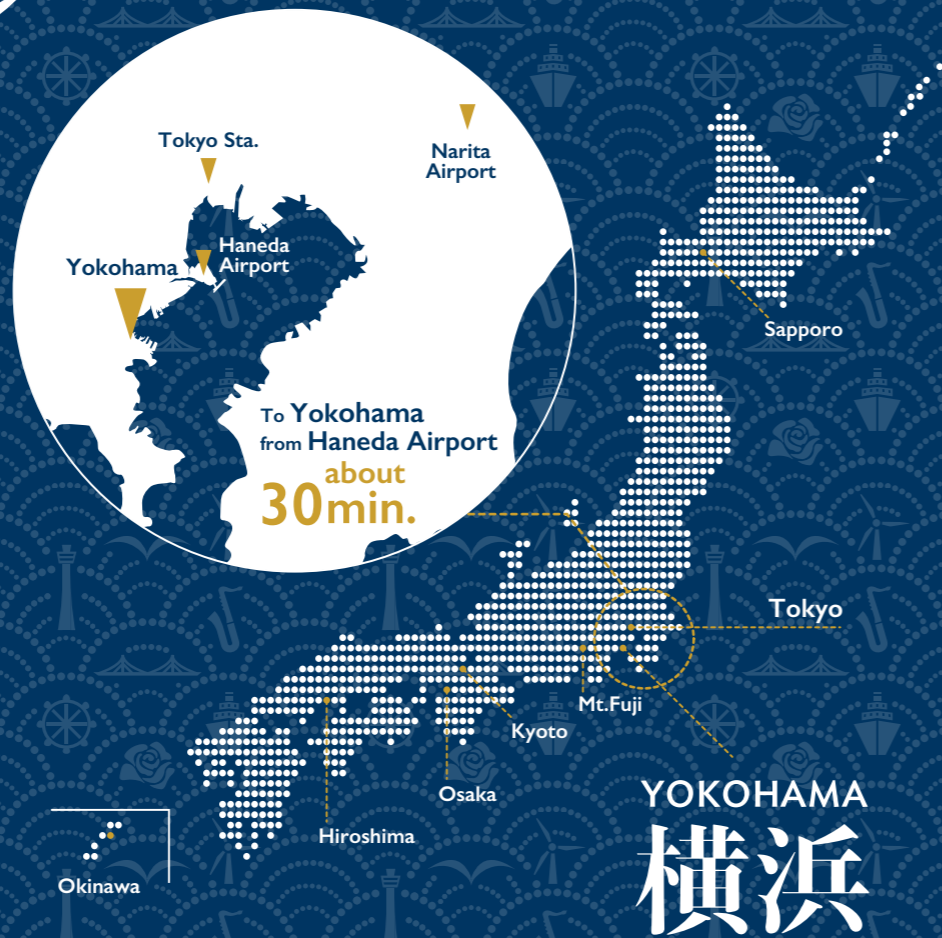 Tokyo Sta.
Narita
Airport
Haneda
Airport
Yokohama
To Yokohama
from Haneda Airport
about
30min.
Sapporo
Tokyo
Mt.Fuji
Kyoto
Osaka
Hiroshima
Okinawa
YOKOHAMA
横浜